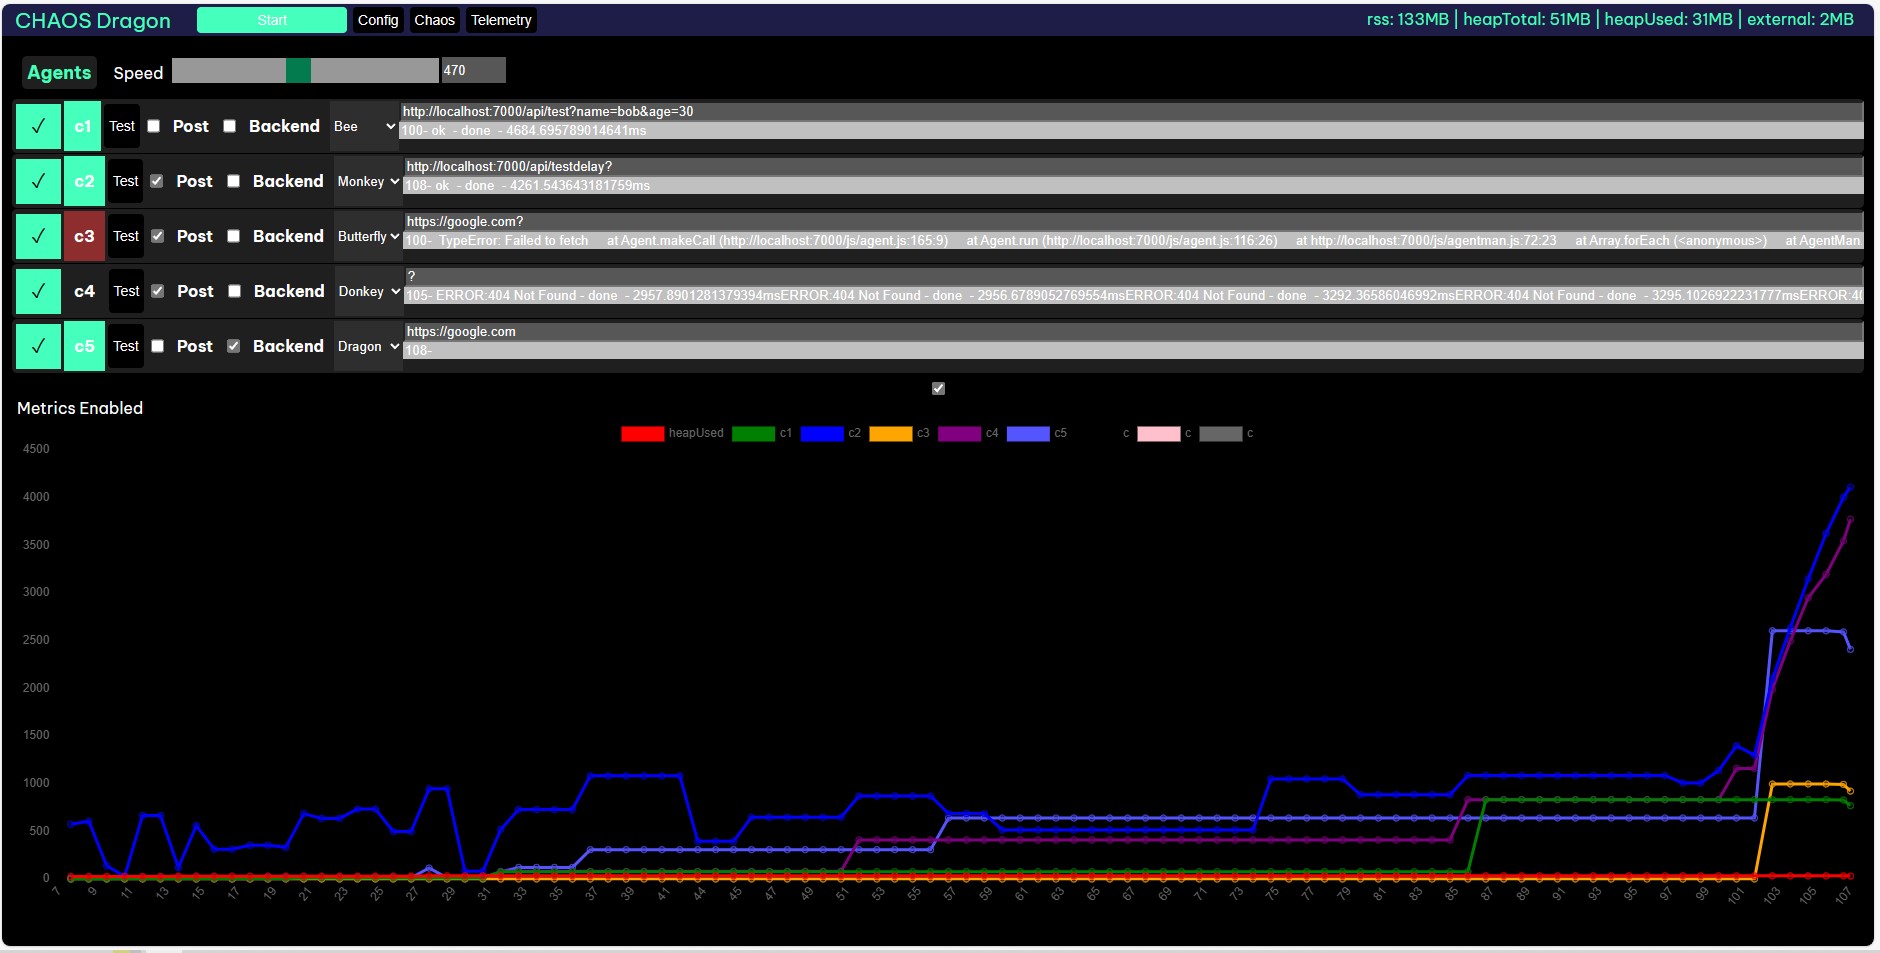 CHAOS Dragon Start Config Chaos Telemetry rss: 133MB | heapTotal: 51MB | heapUsed: 31MB | external: 2MB
Agents Speed 470
✓ c1 Test Post Backend Bee
http://localhost:7000/api/test?name=bob&age=30
100- ok - done - 4684.695789014641ms
✓ c2 Test Post Backend Monkey
http://localhost:7000/api/testdelay?
108- ok - done - 4261.543643181759ms
✓ c3 Test Post Backend Butterfly
https://google.com?
100- TypeError: Failed to fetch at Agent.makeCall (http://localhost:7000/js/agent.js:165:9) at Agent.run (http://localhost:7000/js/agent.js:116:26) at http://localhost:7000/js/agentman.js:72:23 at Array.forEach (<anonymous>) at AgentMan
✓ c4 Test Post Backend Donkey
?
105- ERROR:404 Not Found - done - 2957.8901281379394msERROR:404 Not Found - done - 2956.6789052769554msERROR:404 Not Found - done - 3292.36586046992msERROR:404 Not Found - done - 3295.1026922231777msERROR:40
✓ c5 Test Post Backend Dragon
https://google.com
108-
Metrics Enabled
heapUsed c1 c2 c3 c4 c5 c c c
4500
4000
3500
3000
2500
2000
1500
1000
500
0
7 9 11 13 15 17 19 21 23 25 27 29 31 33 35 37 39 41 44 45 47 49 51 53 55 57 59 61 63 65 67 69 71 73 75 77 79 81 83 85 87 89 91 93 95 97 99 101 103 105 107